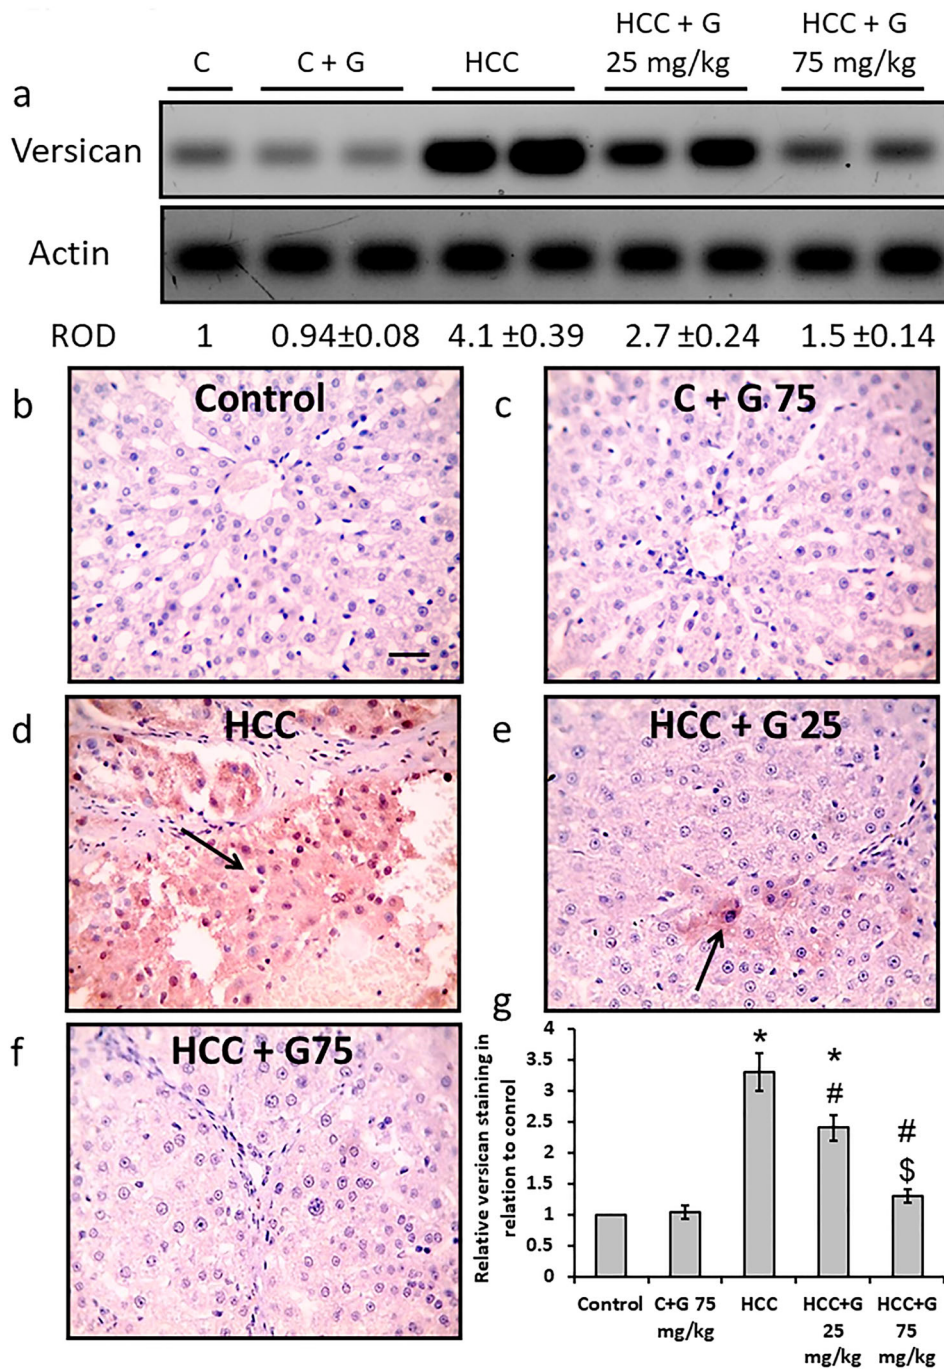 HCC + G HCC + G
C C + G HCC 25 mg/kg 75 mg/kg
a
Versican
Actin
ROD 1 0.94±0.08 4.1 ±0.39 2.7 ±0.24 1.5 ±0.14
b Control c C + G 75
d HCC e HCC + G 25
f HCC + G75
g
Relative versican staining in
relation to conrol
4
3.5
3
2.5
2
1.5
1
0.5
0
* * # # $
Control C+G 75 HCC HCC+G HCC+G
mg/kg 25 75
mg/kg mg/kg